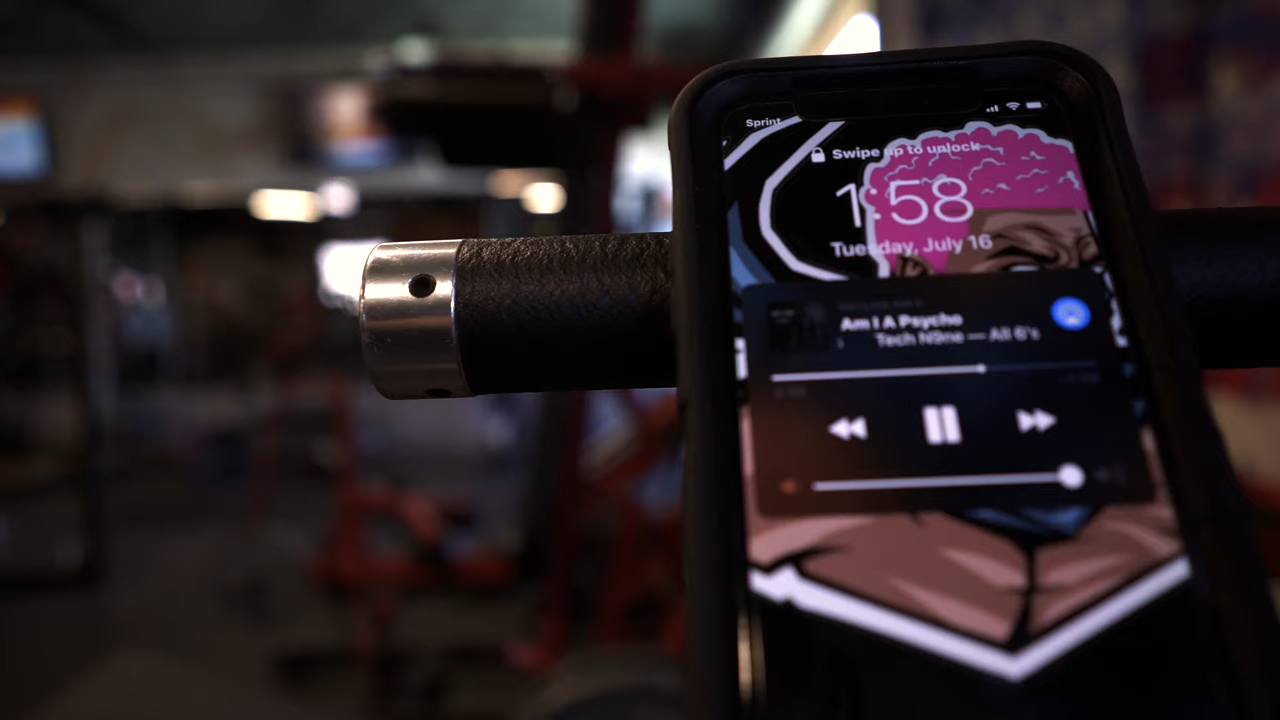 Sprint
Swipe up to unlock
1:58
Tuesday, July 16
Am I A Psycho
Tech N9ne — All 6's